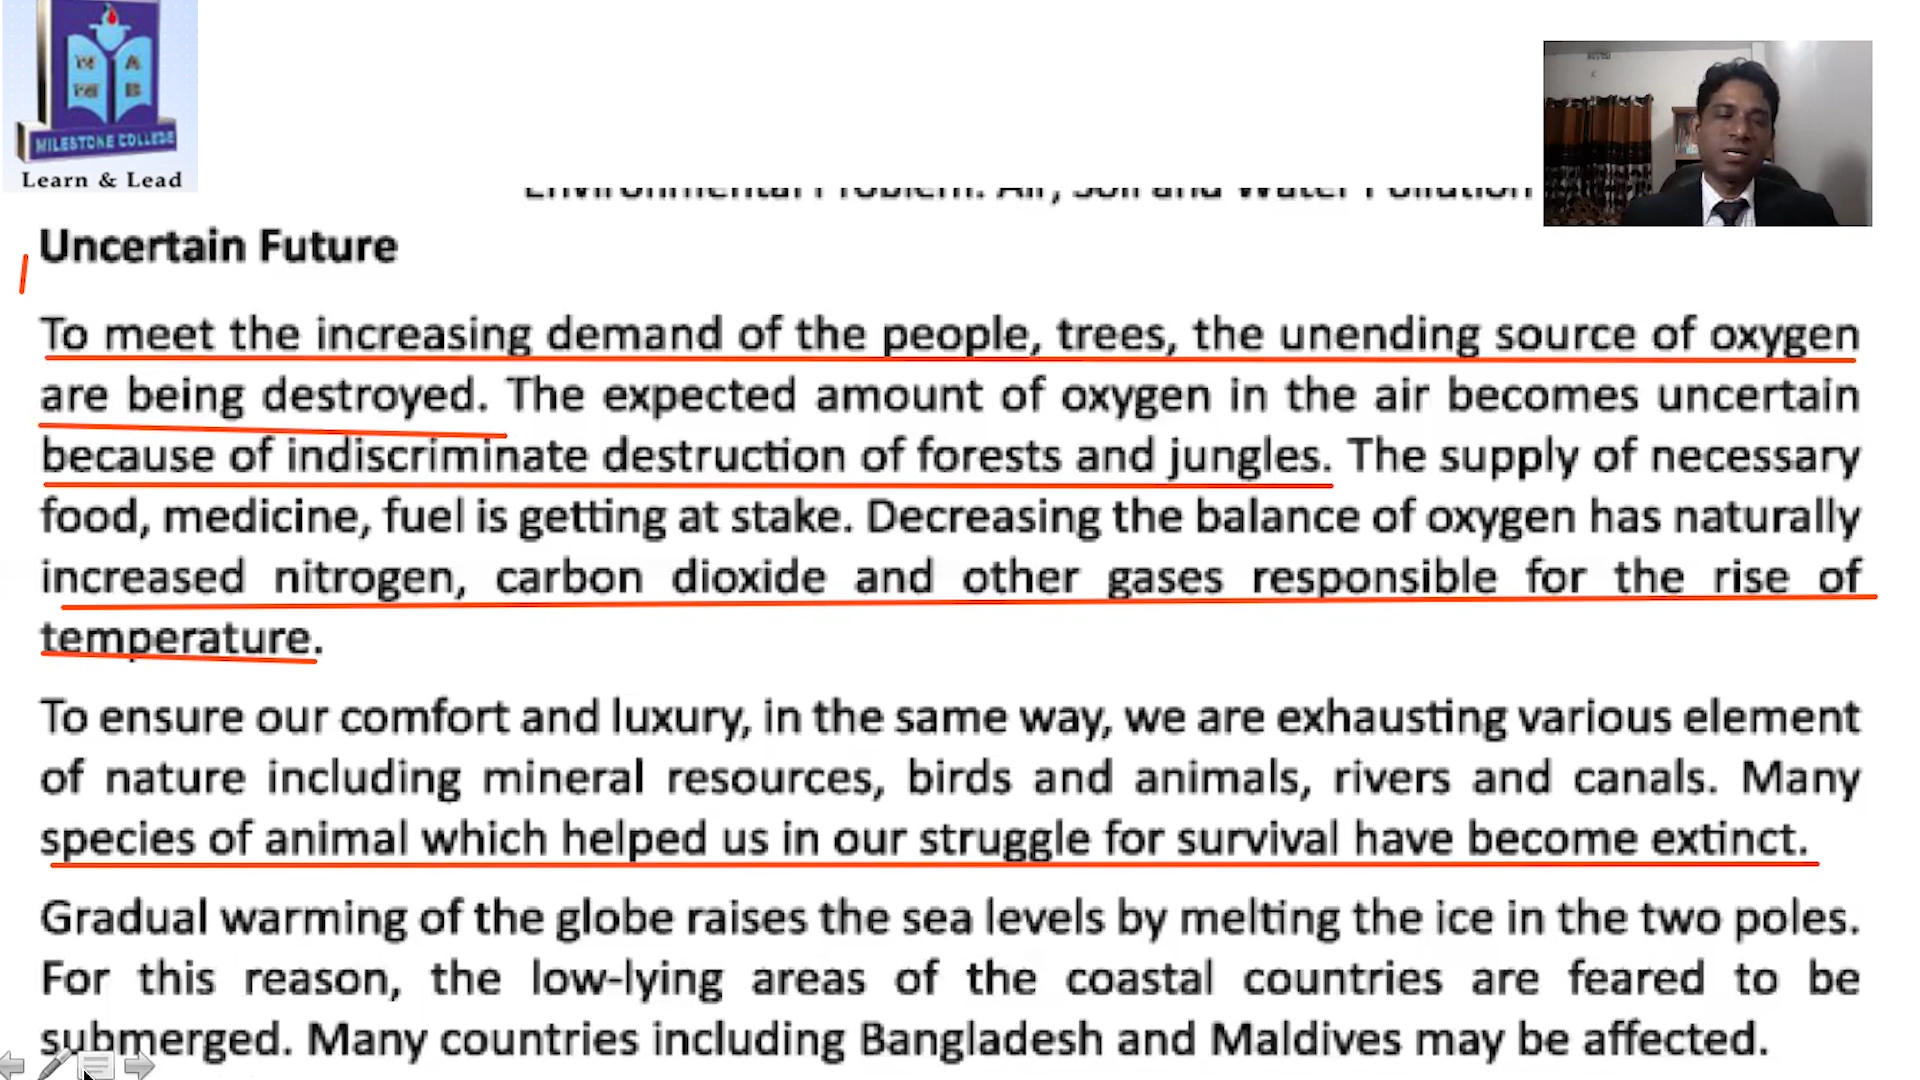 MILESTONE COLLEGE
Learn & Lead
Environmental Problem: Air, Soil and Water Pollution
Uncertain Future
To meet the increasing demand of the people, trees, the unending source of oxygen
are being destroyed. The expected amount of oxygen in the air becomes uncertain
because of indiscriminate destruction of forests and jungles. The supply of necessary
food, medicine, fuel is getting at stake. Decreasing the balance of oxygen has naturally
increased nitrogen, carbon dioxide and other gases responsible for the rise of
temperature.
To ensure our comfort and luxury, in the same way, we are exhausting various element
of nature including mineral resources, birds and animals, rivers and canals. Many
species of animal which helped us in our struggle for survival have become extinct.
Gradual warming of the globe raises the sea levels by melting the ice in the two poles.
For this reason, the low-lying areas of the coastal countries are feared to be
submerged. Many countries including Bangladesh and Maldives may be affected.